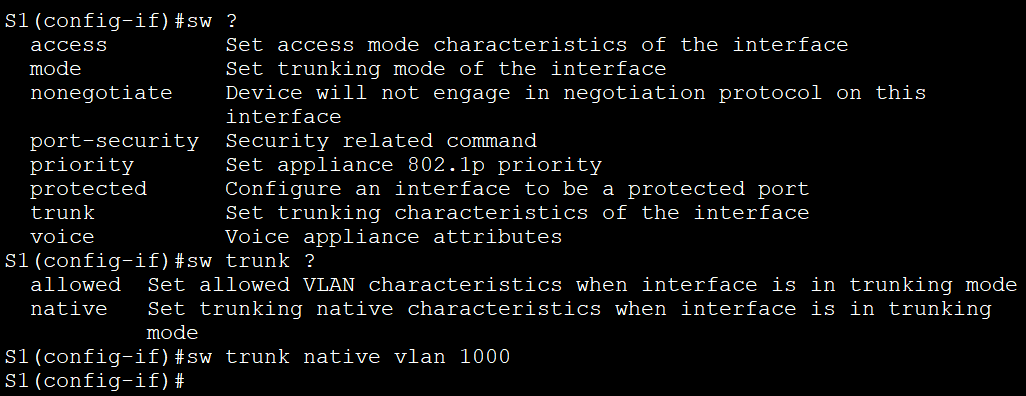 S1(config-if)#sw ?
  access         Set access mode characteristics of the interface
  mode           Set trunking mode of the interface
  nonegotiate    Device will not engage in negotiation protocol on this
                 interface
  port-security  Security related command
  priority       Set appliance 802.1p priority
  protected      Configure an interface to be a protected port
  trunk          Set trunking characteristics of the interface
  voice          Voice appliance attributes
S1(config-if)#sw trunk ?
  allowed  Set allowed VLAN characteristics when interface is in trunking mode
  native   Set trunking native characteristics when interface is in trunking
           mode
S1(config-if)#sw trunk native vlan 1000
S1(config-if)#